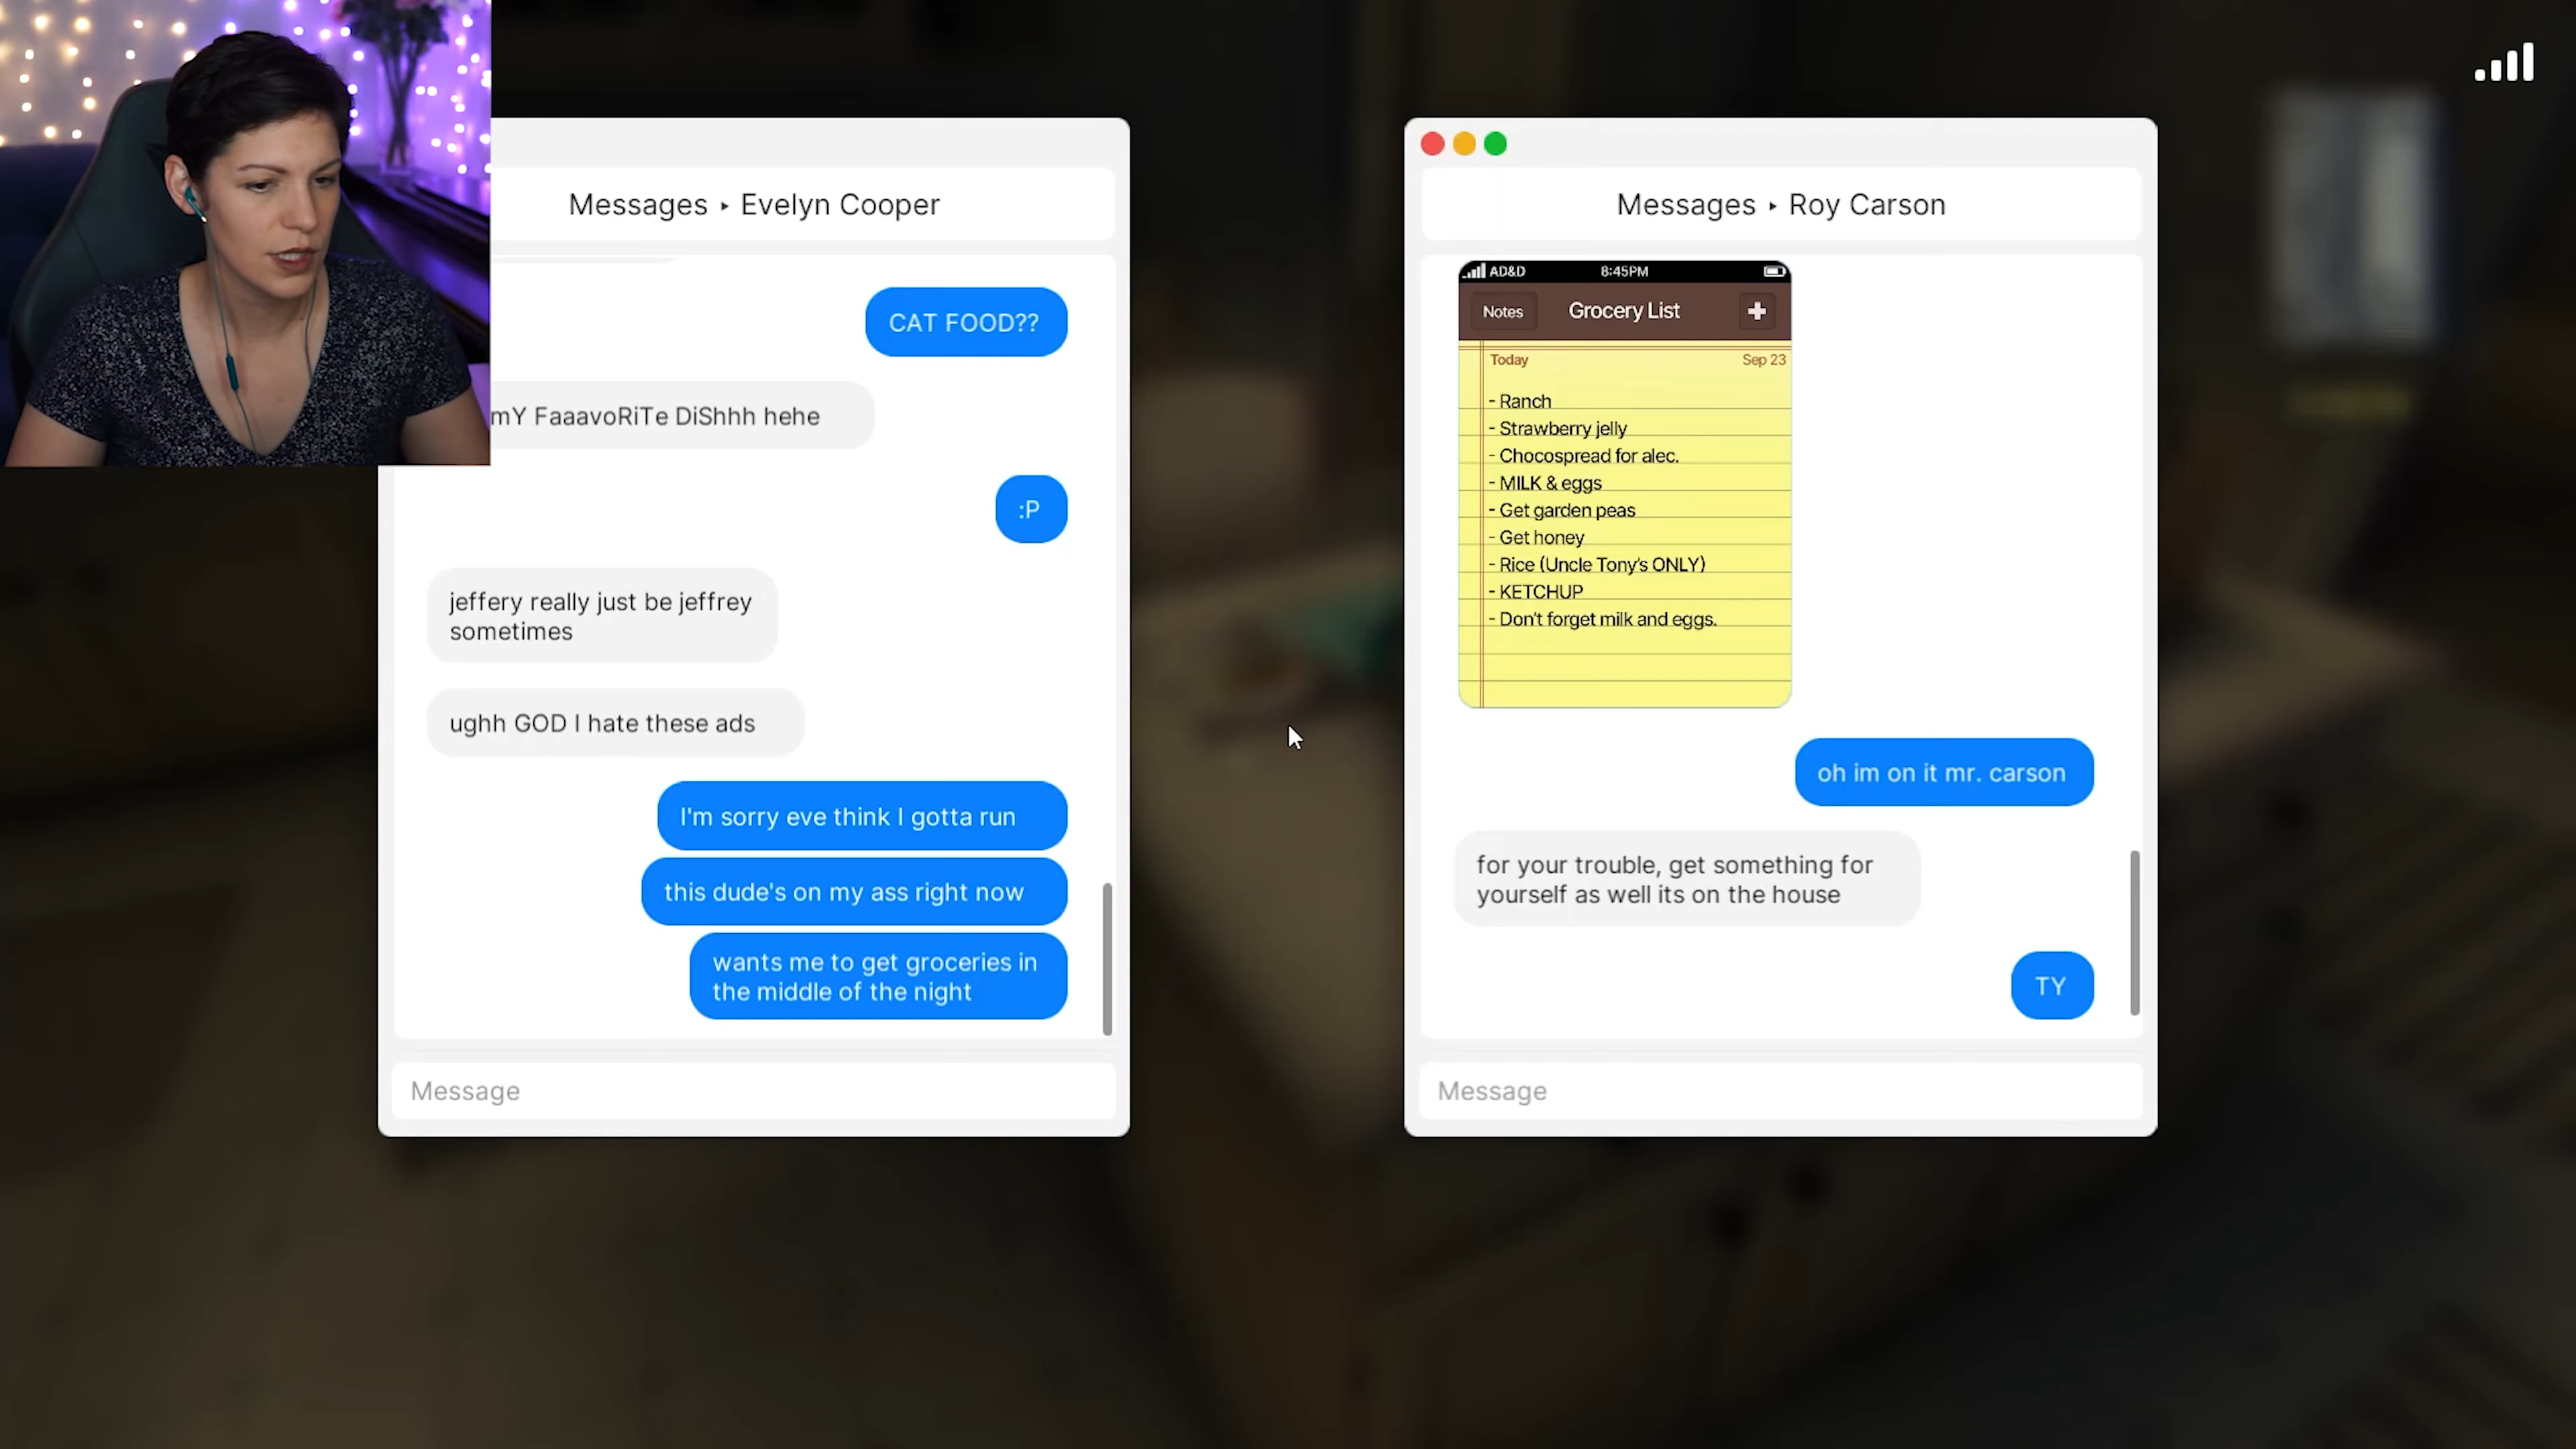 Messages ▸ Evelyn Cooper
CAT FOOD??
mY FaaavoRiTe DiShhh hehe
:P
jeffery really just be jeffrey
sometimes
ughh GOD I hate these ads
I'm sorry eve think I gotta run
this dude's on my ass right now
wants me to get groceries in
the middle of the night
Message
Messages ▸ Roy Carson
AD&D 8:45PM
Notes Grocery List +
Today Sep 23
- Ranch
- Strawberry jelly
- Chocospread for alec.
- MILK & eggs
- Get garden peas
- Get honey
- Rice (Uncle Tony's ONLY)
- KETCHUP
- Don't forget milk and eggs.
oh im on it mr. carson
for your trouble, get something for
yourself as well its on the house
TY
Message